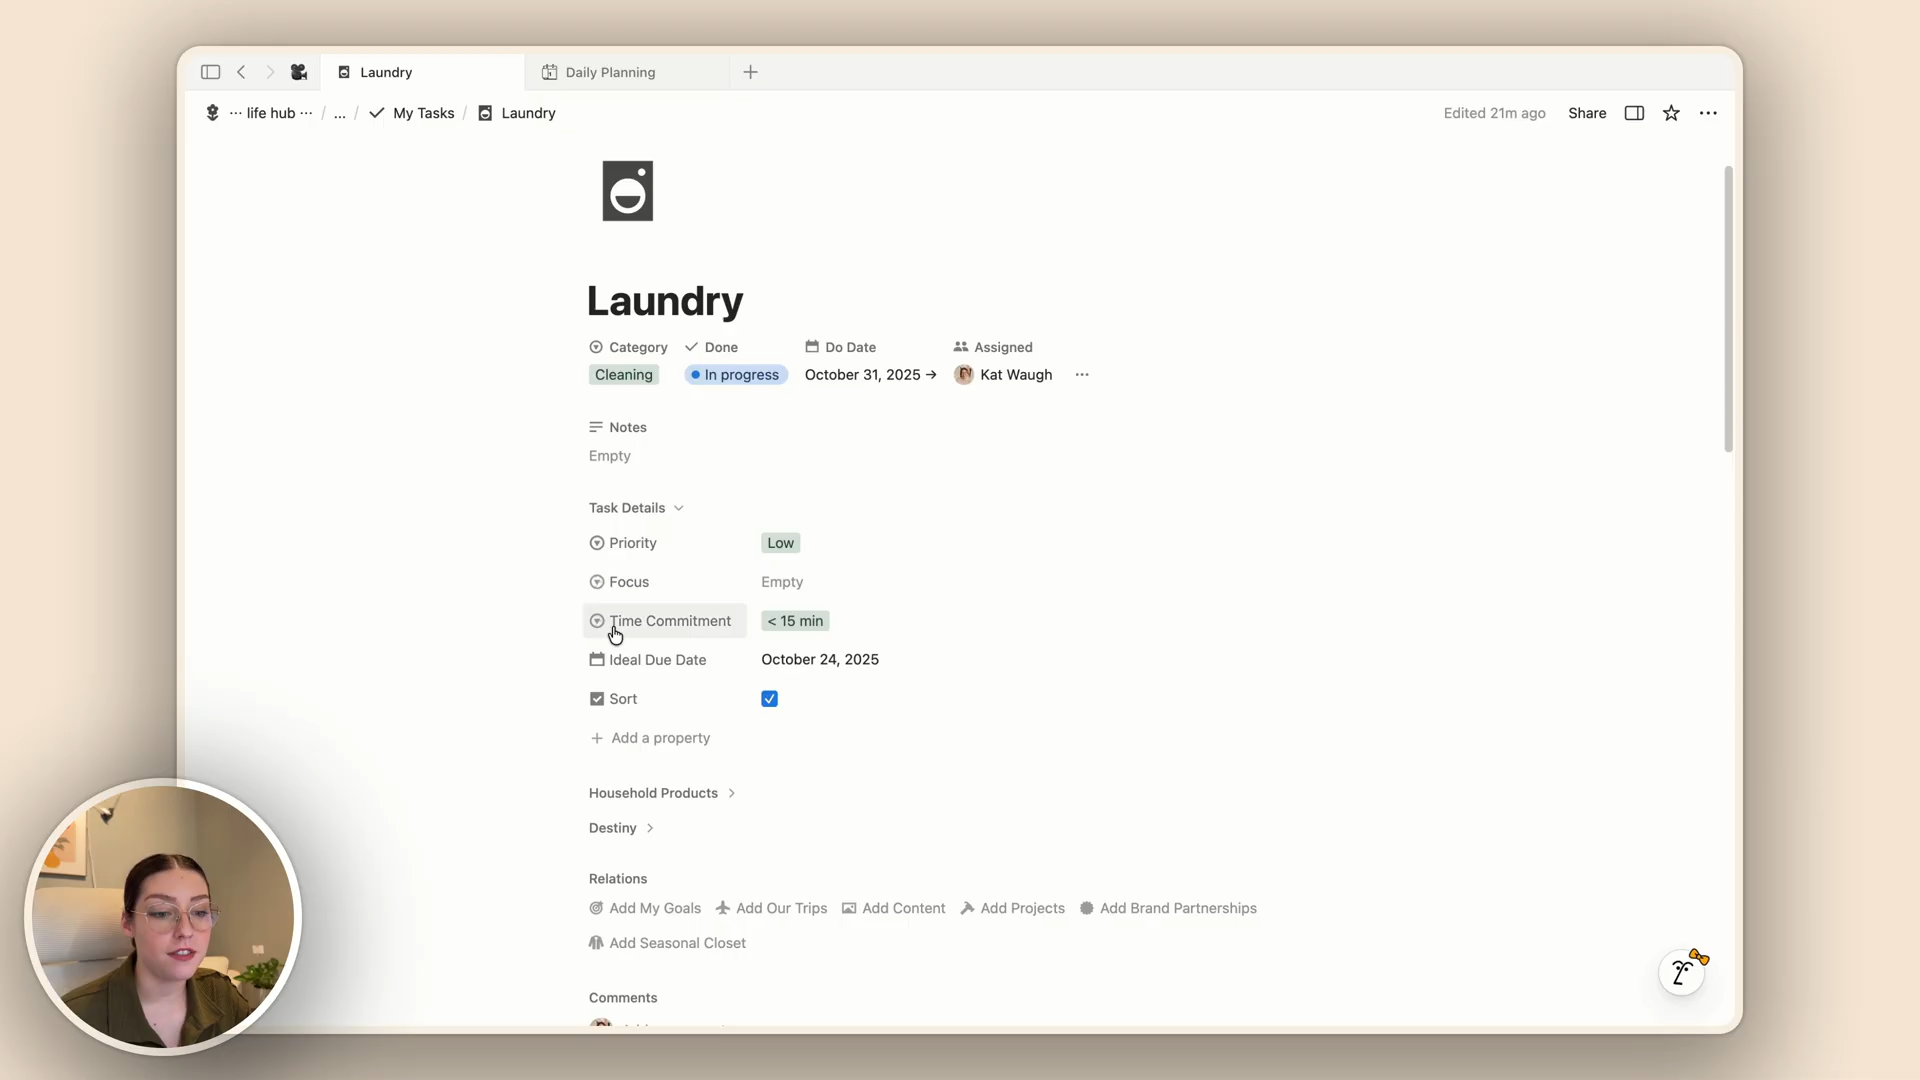 Laundry
Daily Planning
··· life hub ··· / ... / My Tasks / Laundry
Edited 21m ago
Share
Laundry
Category Done Do Date Assigned
Cleaning In progress October 31, 2025 → Kat Waugh
Notes
Empty
Task Details
Priority Low
Focus Empty
Time Commitment < 15 min
Ideal Due Date October 24, 2025
Sort
Add a property
Household Products
Destiny
Relations
Add My Goals Add Our Trips Add Content Add Projects Add Brand Partnerships
Add Seasonal Closet
Comments